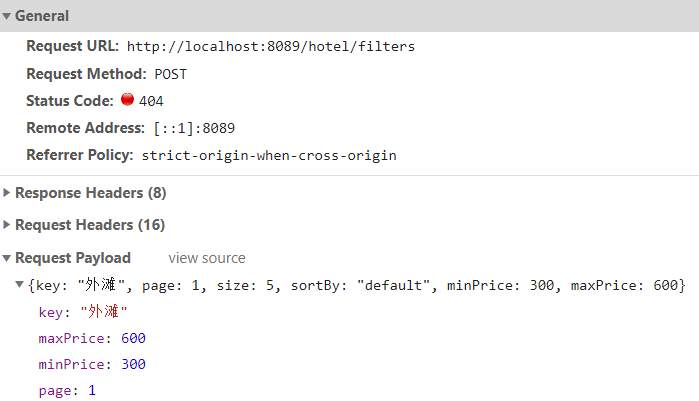 General
Request URL: http://localhost:8089/hotel/filters
Request Method: POST
Status Code: 404
Remote Address: [::1]:8089
Referrer Policy: strict-origin-when-cross-origin
Response Headers (8)
Request Headers (16)
Request Payload view source
{key: "外滩", page: 1, size: 5, sortBy: "default", minPrice: 300, maxPrice: 600}
key: "外滩"
maxPrice: 600
minPrice: 300
page: 1